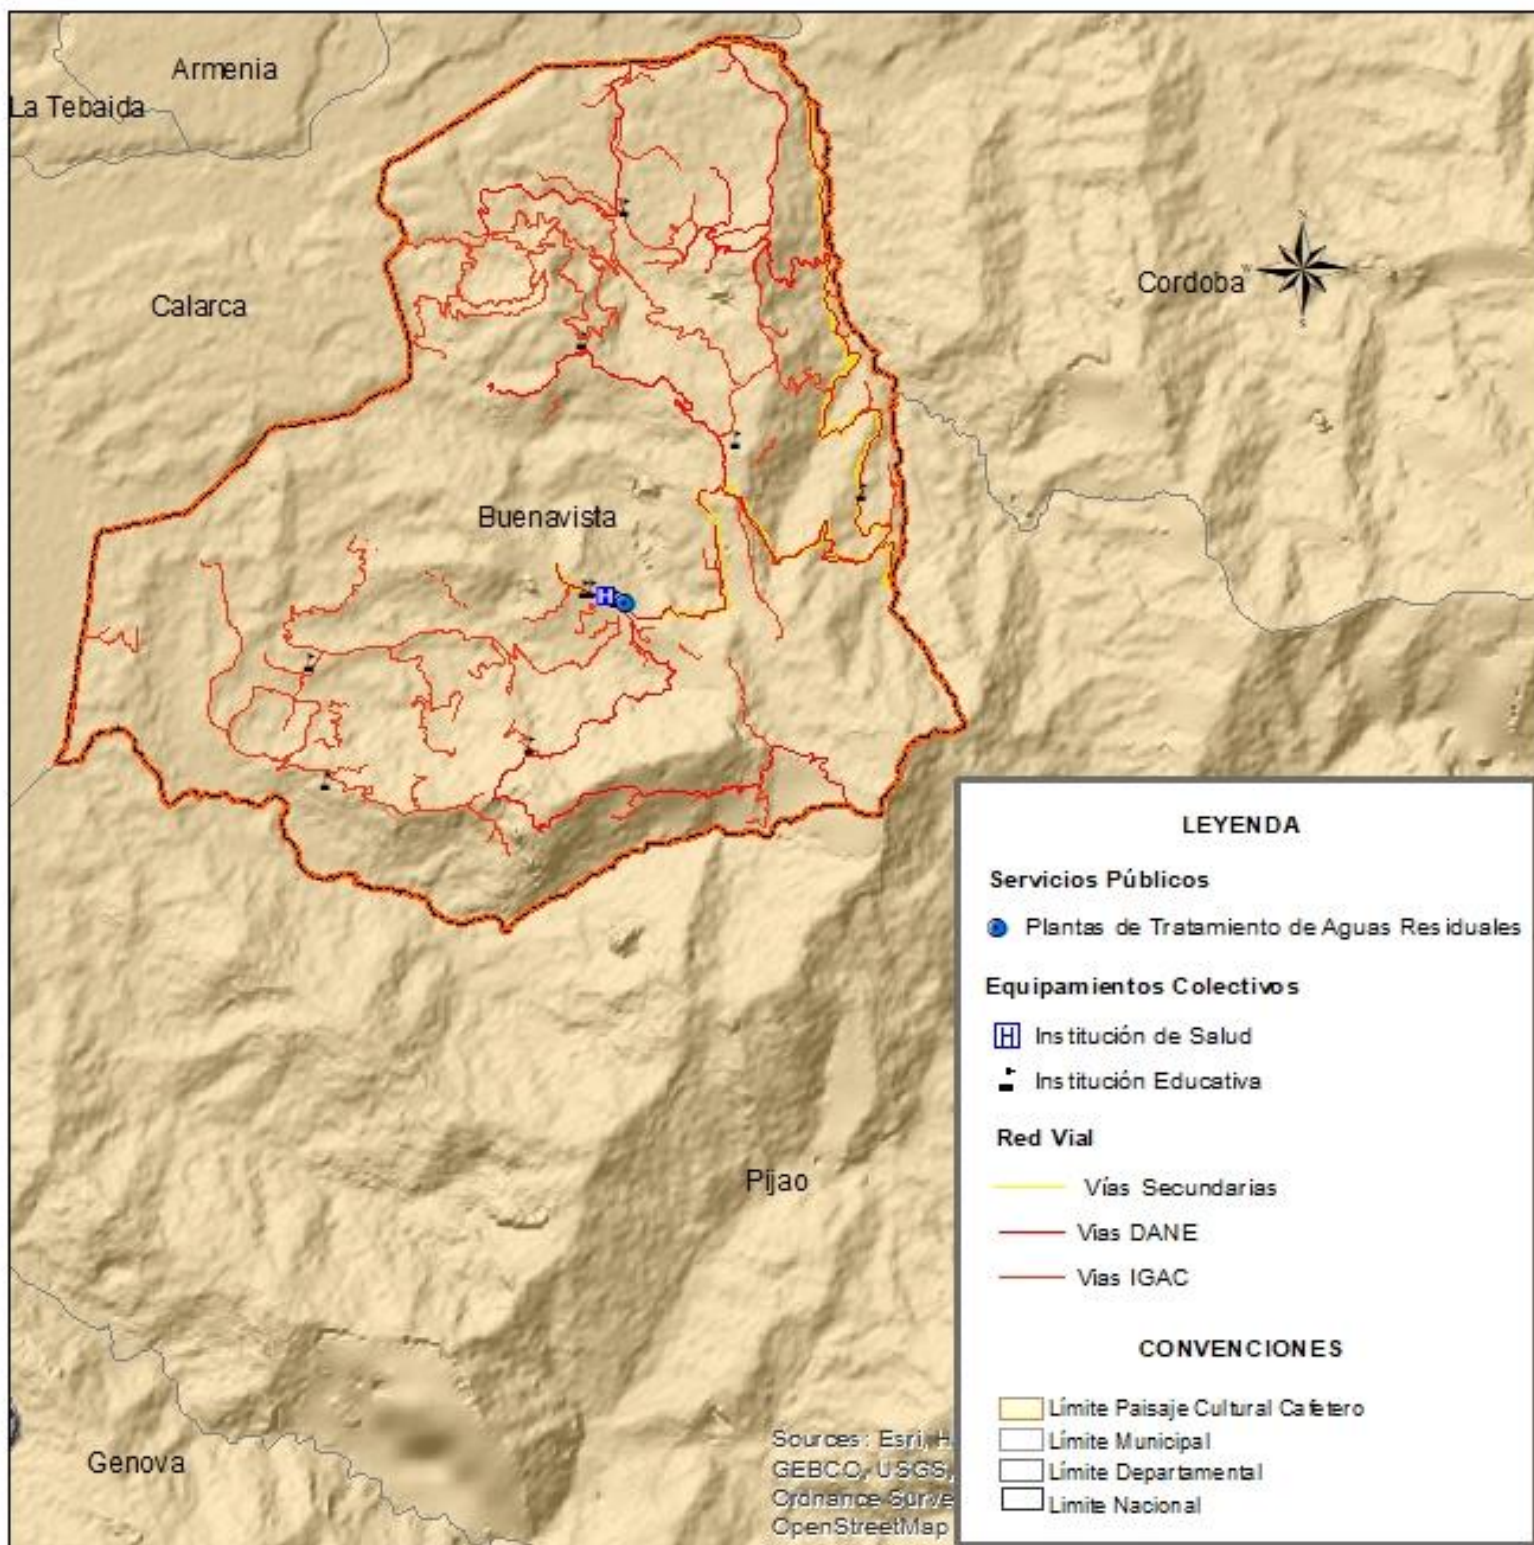 Armenia
La Tebaida
Calarca
Cordoba
N
W
S
Buenavista
H
Pijao
Genova
LEYENDA
Servicios Públicos
Plantas de Tratamiento de Aguas Residuales
Equipamientos Colectivos
H Institución de Salud
Institución Educativa
Red Vial
Vías Secundarias
Vias DANE
Vias IGAC
CONVENCIONES
Límite Paisaje Cultural Cafetero
Límite Municipal
Límite Departamental
Limite Nacional
Sources: Esri, H
GEBCO, USGS,
Ordnance Surve
OpenStreetMap